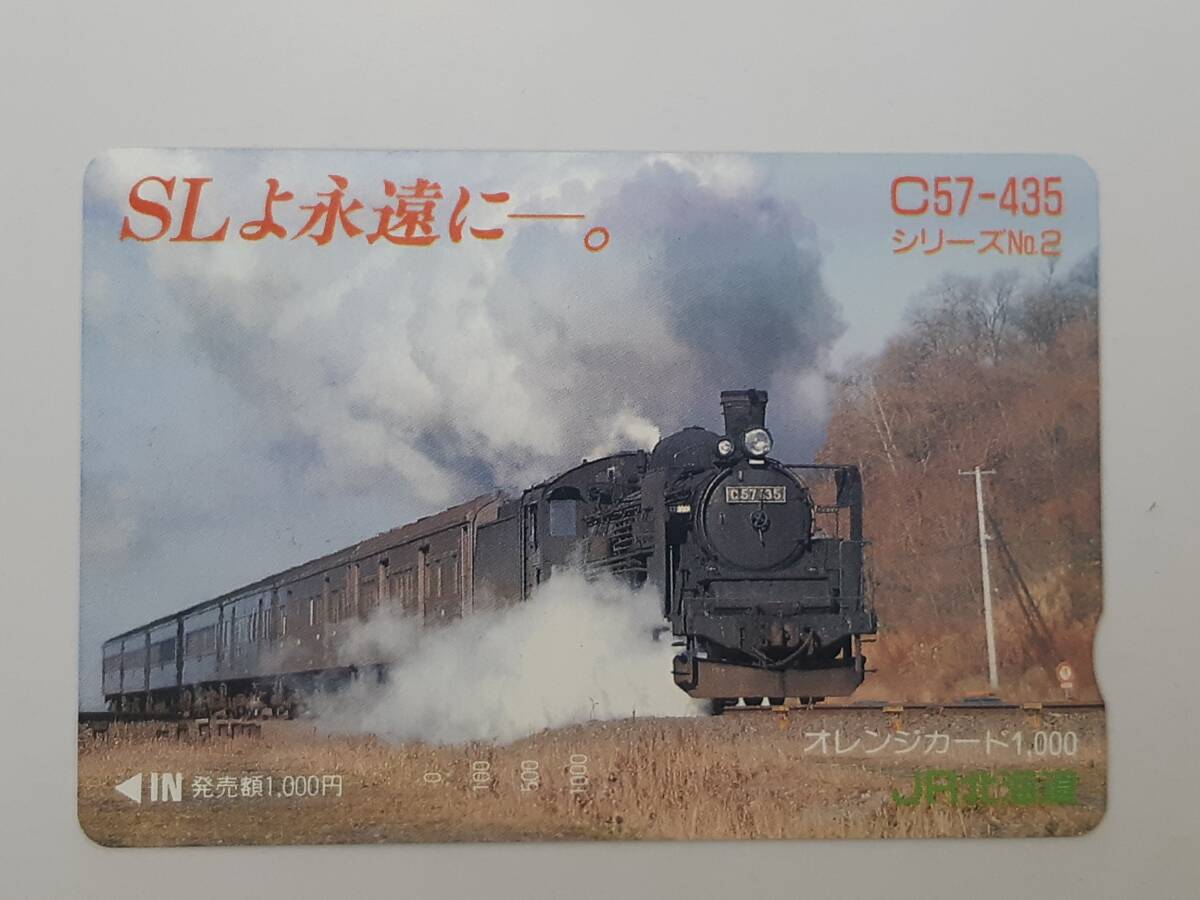 SLよ永遠に―。
C57-435
シリーズNo.2
C57 135
オレンジカード1,000
JR北海道
◀IN 発売額1,000円
0 100 500 1000